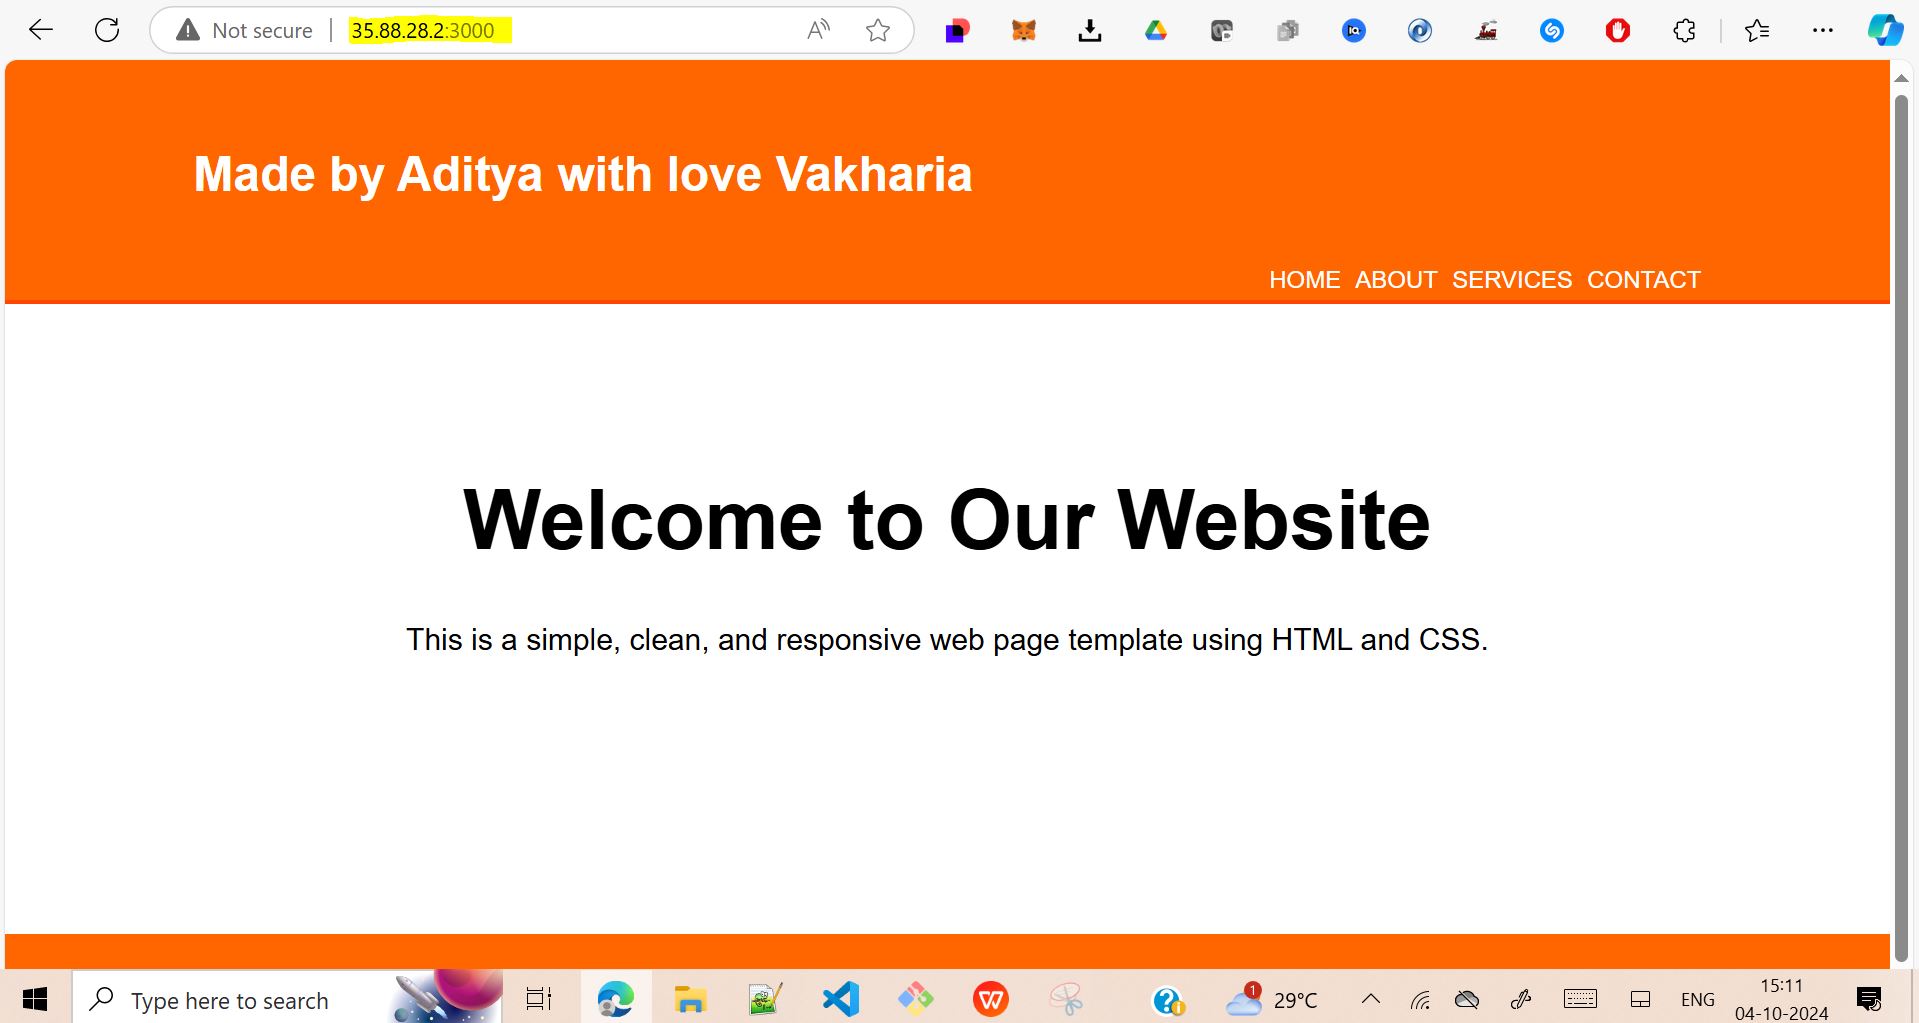 Not secure
35.88.28.2:3000
Made by Aditya with love Vakharia
HOME ABOUT SERVICES CONTACT
Welcome to Our Website
This is a simple, clean, and responsive web page template using HTML and CSS.
Type here to search
1
29°C
ENG
15:11
04-10-2024